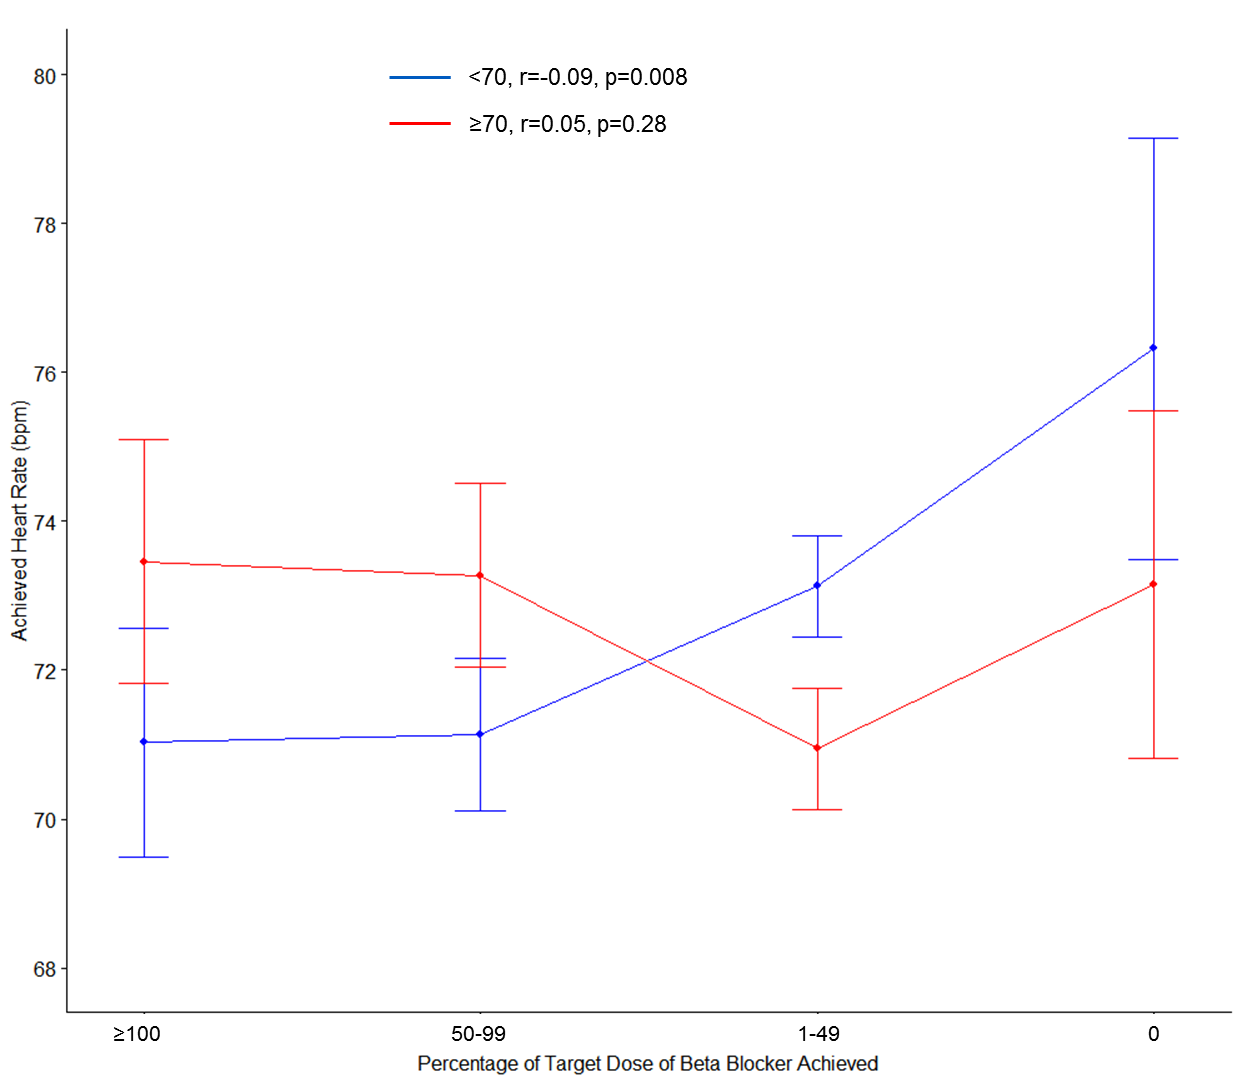 <70, r=-0.09, p=0.008
≥70, r=0.05, p=0.28
80
78
76
74
72
70
68
Achieved Heart Rate (bpm)
≥100 50-99 1-49 0
Percentage of Target Dose of Beta Blocker Achieved